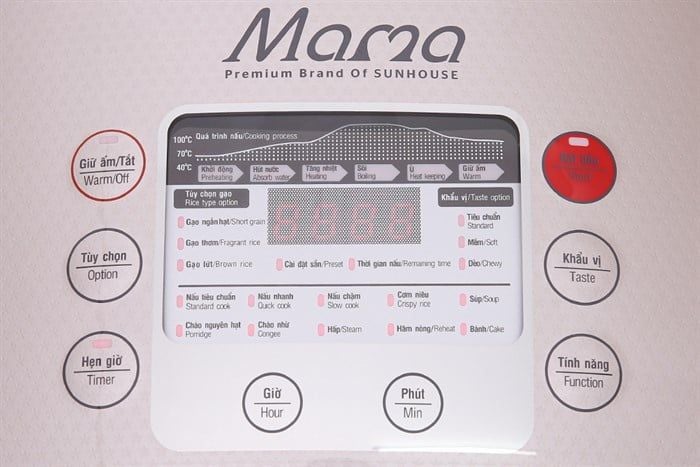 Mama
Premium Brand Of SUNHOUSE
Quá trình nấu/Cooking process
100°C
70°C
40°C
Khởi động
Preheating
Hút nước
Absorb water
Tăng nhiệt
Heating
Sôi
Boiling
Ủ
Heat keeping
Giữ ấm
Warm
Giữ ấm/Tắt
Warm/Off
Tùy chọn gạo
Rice type option
Khẩu vị/Taste option
Gạo ngắn hạt/Short grain
Gạo thơm/Fragrant rice
Gạo lứt/Brown rice
Cài đặt sẵn/Preset
Thời gian nấu/Remaining time
Tiêu chuẩn
Standard
Mềm/Soft
Dẻo/Chewy
Tùy chọn
Option
Khẩu vị
Taste
Nấu tiêu chuẩn
Standard cook
Nấu nhanh
Quick cook
Nấu chậm
Slow cook
Cơm niêu
Crispy rice
Súp/Soup
Cháo nguyên hạt
Porridge
Cháo nhừ
Congee
Hấp/Steam
Hâm nóng/Reheat
Bánh/Cake
Hẹn giờ
Timer
Tính năng
Function
Giờ
Hour
Phút
Min